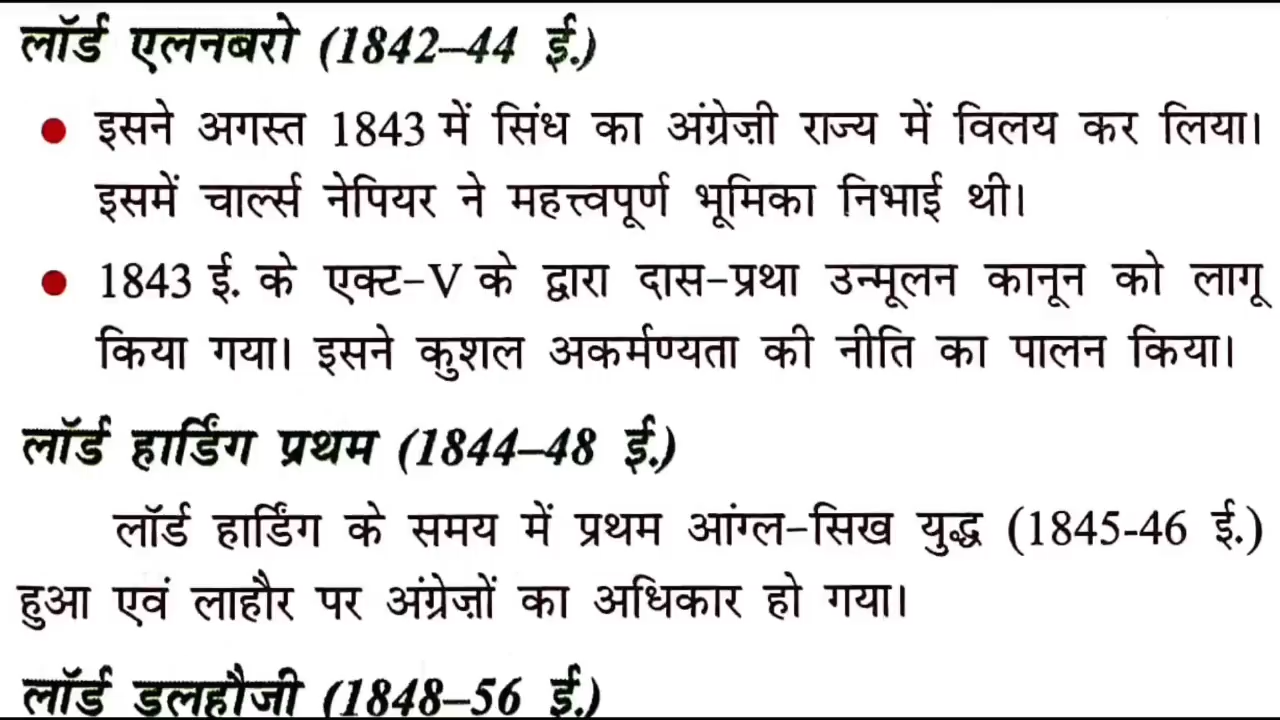 लॉर्ड एलनबरो (1842–44 ई.)
● इसने अगस्त 1843 में सिंध का अंग्रेज़ी राज्य में विलय कर लिया।
इसमें चार्ल्स नेपियर ने महत्त्वपूर्ण भूमिका निभाई थी।
● 1843 ई. के एक्ट-V के द्वारा दास-प्रथा उन्मूलन कानून को लागू
किया गया। इसने कुशल अकर्मण्यता की नीति का पालन किया।
लॉर्ड हार्डिंग प्रथम (1844–48 ई.)
लॉर्ड हार्डिंग के समय में प्रथम आंग्ल-सिख युद्ध (1845-46 ई.)
हुआ एवं लाहौर पर अंग्रेज़ों का अधिकार हो गया।
लॉर्ड डलहौजी (1848–56 ई.)